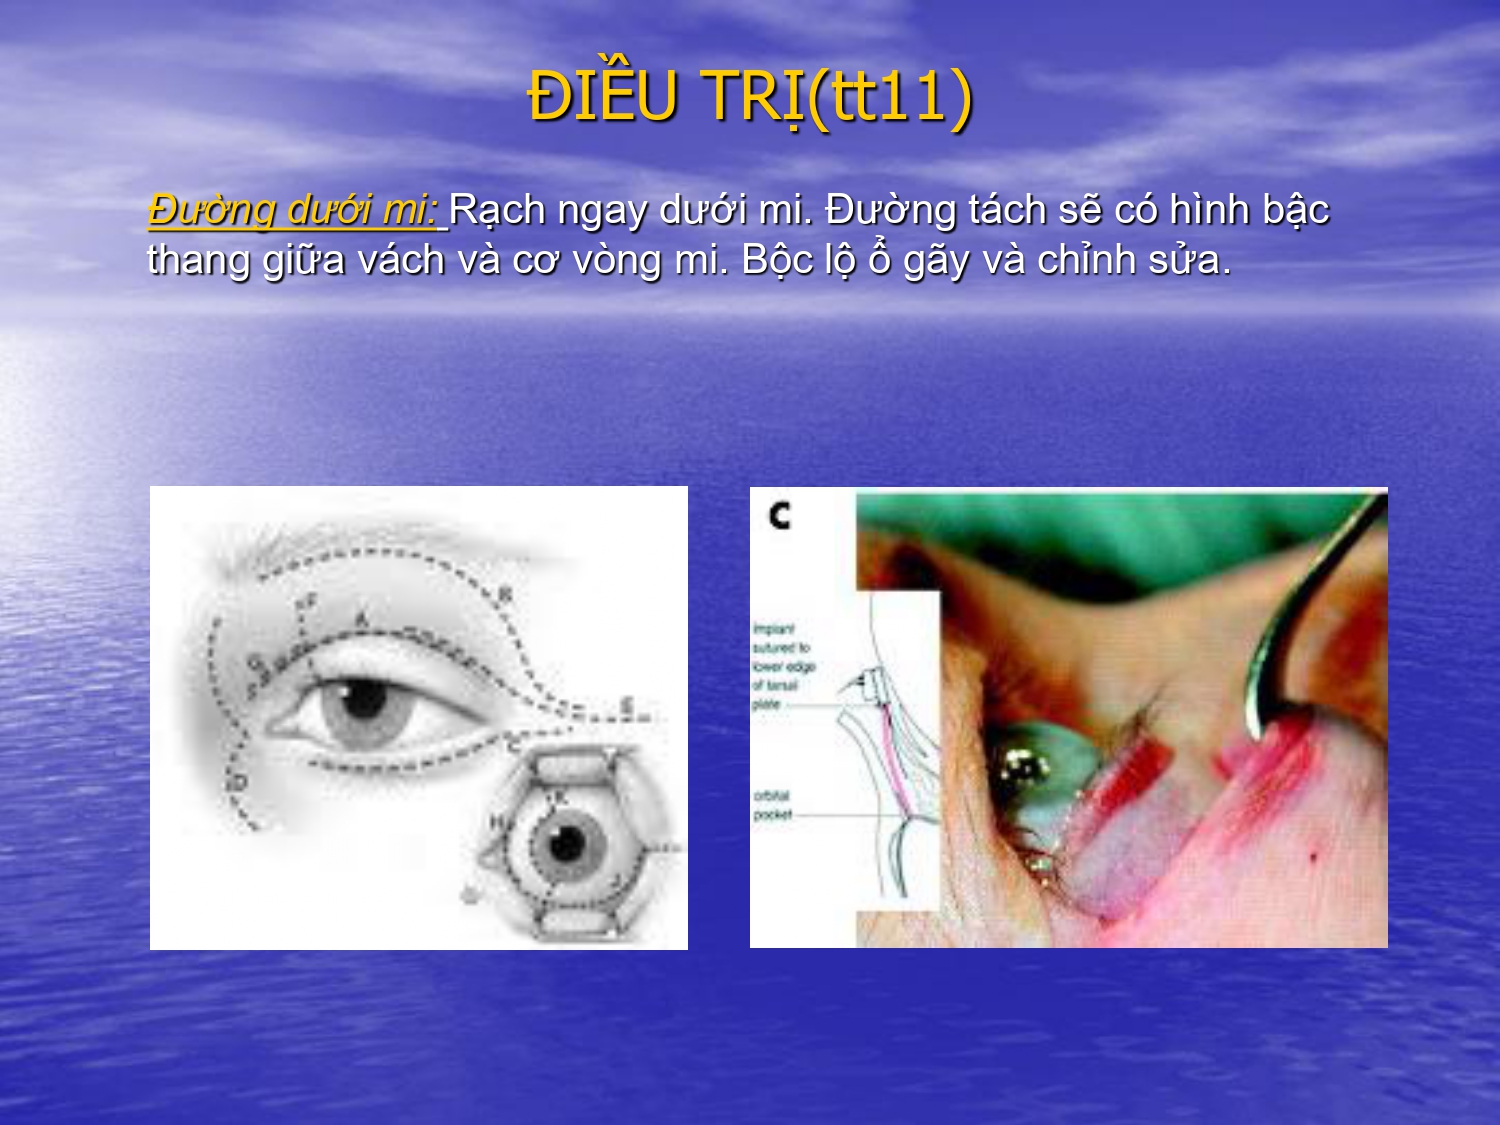 ĐIỀU TRỊ(tt11)
Đường dưới mi: Rạch ngay dưới mi. Đường tách sẽ có hình bậc
thang giữa vách và cơ vòng mi. Bộc lộ ổ gãy và chỉnh sửa.
F
B
A
G
E
C
D
K
H
J
C
implant
sutured to
lower edge
of tarsal
plate
orbital
pocket